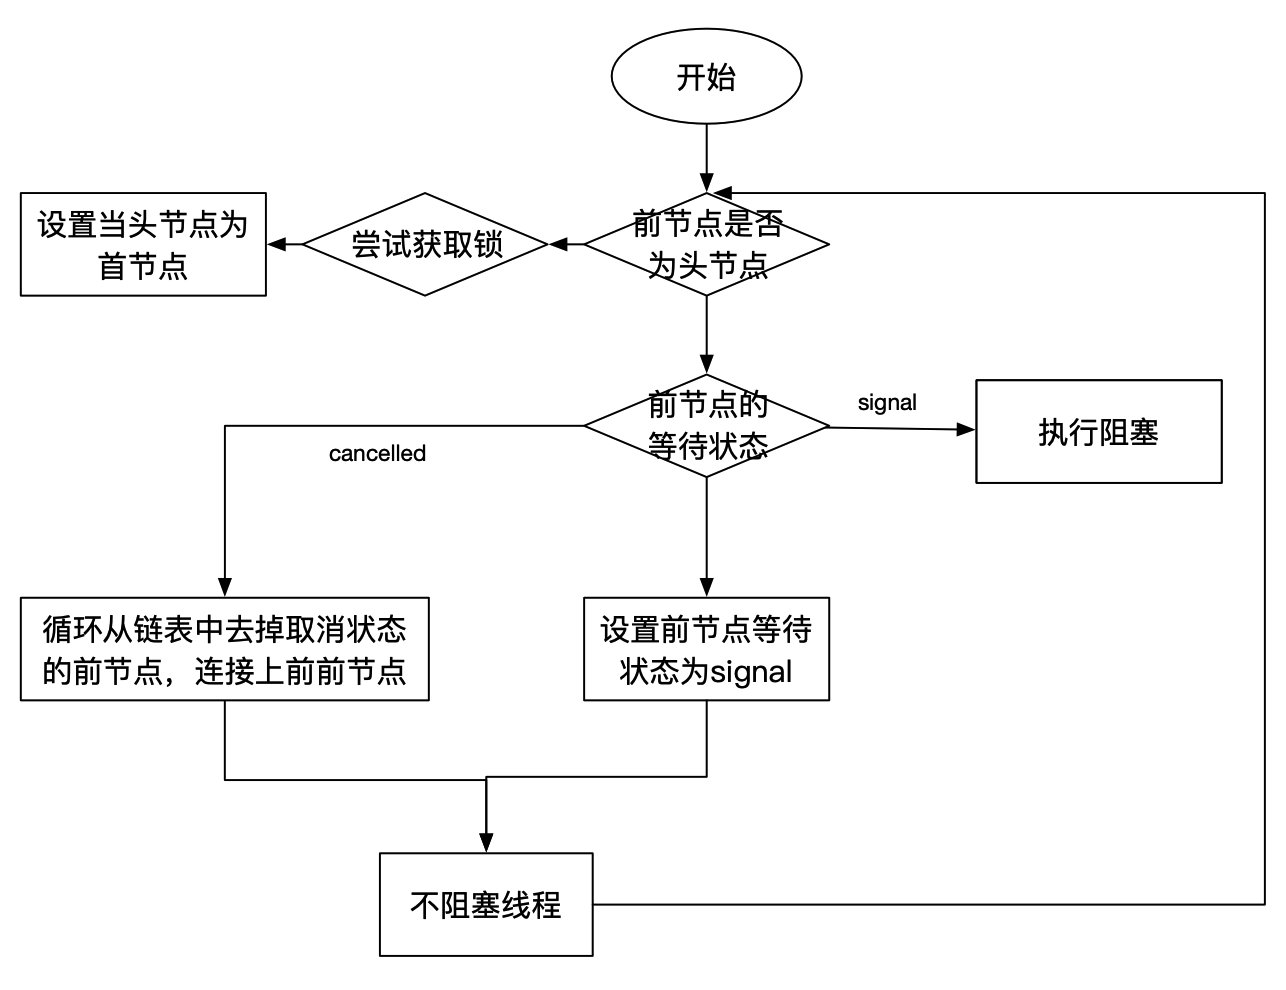 开始
前节点是否
为头节点
尝试获取锁
设置当头节点为
首节点
前节点的
等待状态
signal
执行阻塞
cancelled
循环从链表中去掉取消状态
的前节点，连接上前前节点
设置前节点等待
状态为signal
不阻塞线程